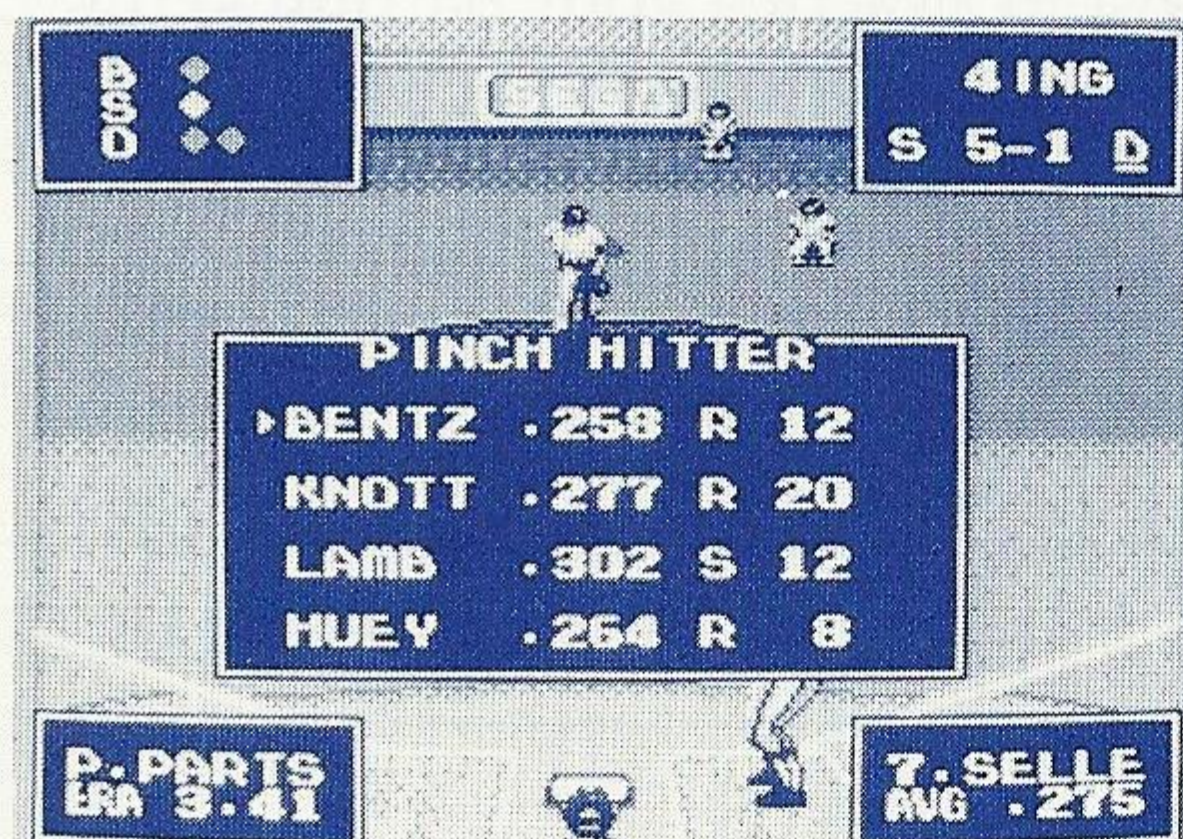 B
S
O
SEGA
4 ING
S 5-1 D
PINCH HITTER
BENTZ .258 R 12
KNOTT .277 R 20
LAMB .302 S 12
HUEY .264 R 8
P.PARTS
ERA 3.41
7.SELLE
AVG .275